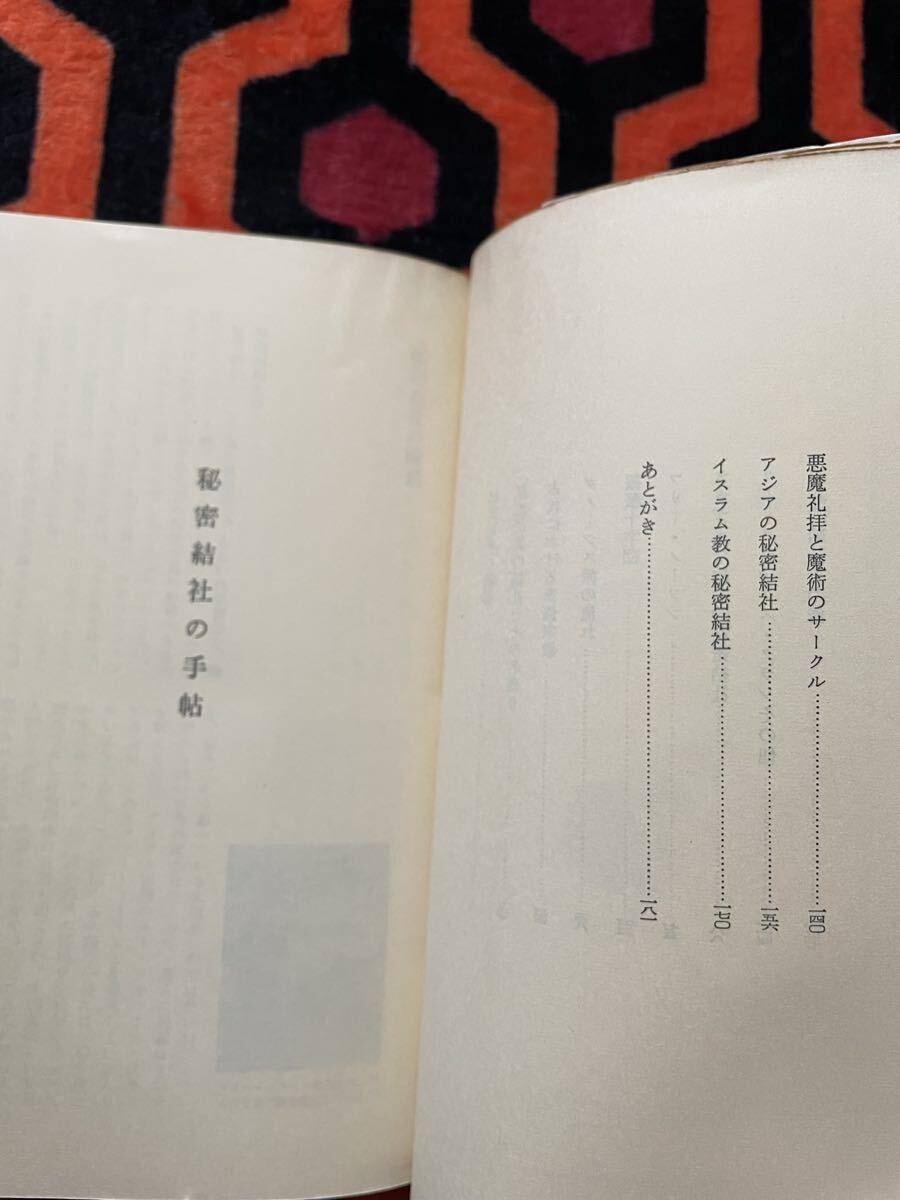 悪魔礼拝と魔術のサークル……………………一四〇
アジアの秘密結社……………………一五六
イスラム教の秘密結社……………………一七〇
あとがき……………………一八一
秘密結社の手帖